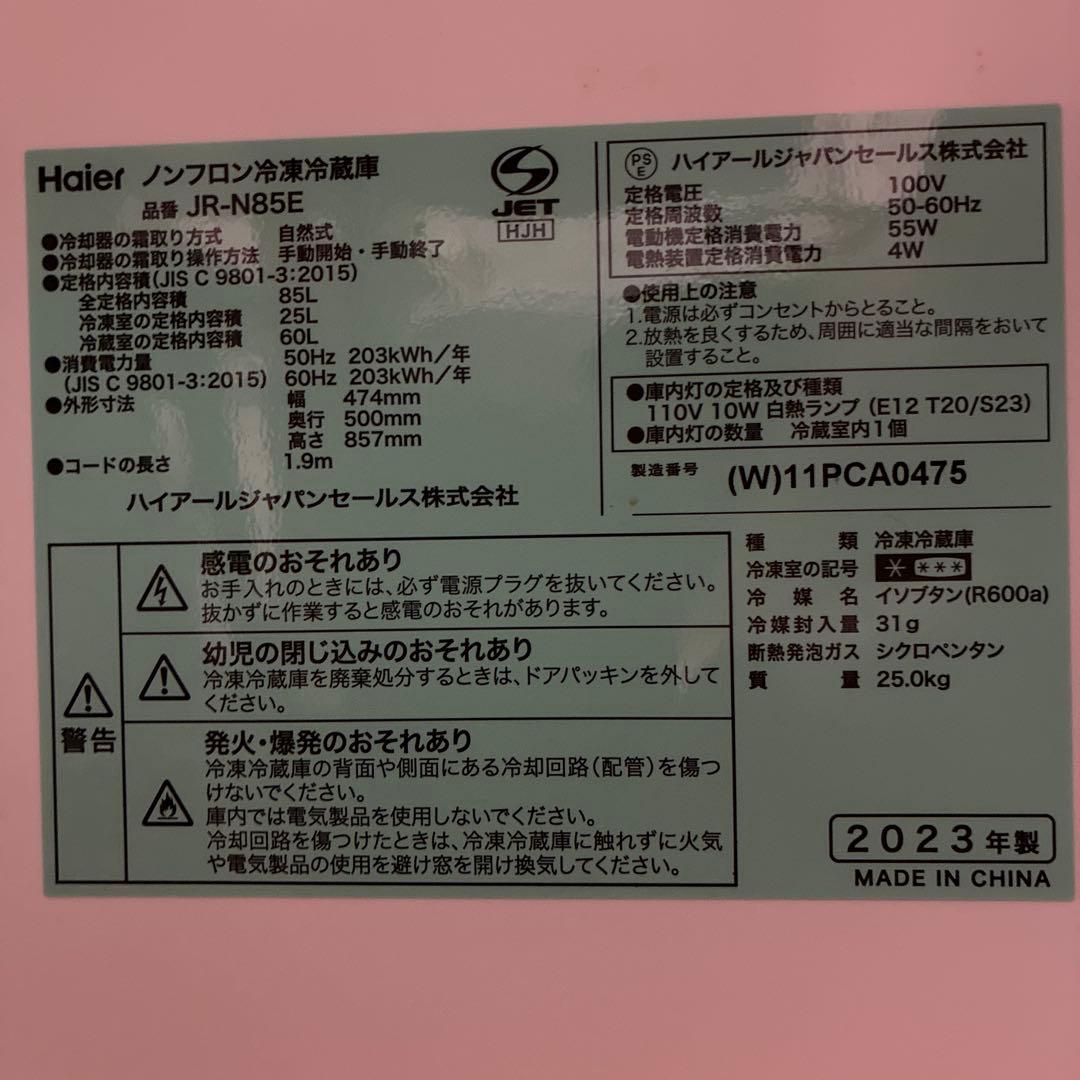 Haier ノンフロン冷凍冷蔵庫
品番 JR-N85E
JET
HJH
●冷却器の霜取り方式 自然式
●冷却器の霜取り操作方法 手動開始・手動終了
●定格内容積(JIS C 9801-3:2015)
全定格内容積 85L
冷凍室の定格内容積 25L
冷蔵室の定格内容積 60L
●消費電力量 50Hz 203kWh/年
(JIS C 9801-3:2015) 60Hz 203kWh/年
●外形寸法 幅 474mm
奥行 500mm
高さ 857mm
●コードの長さ 1.9m
ハイアールジャパンセールス株式会社
PSE ハイアールジャパンセールス株式会社
定格電圧 100V
定格周波数 50-60Hz
電動機定格消費電力 55W
電熱装置定格消費電力 4W
●使用上の注意
1.電源は必ずコンセントからとること。
2.放熱を良くするため、周囲に適当な間隔をおいて
設置すること。
●庫内灯の定格及び種類
110V 10W 白熱ランプ (E12 T20/S23)
●庫内灯の数量 冷蔵室内1個
製造番号 (W)11PCA0475
警告
感電のおそれあり
お手入れのときには、必ず電源プラグを抜いてください。
抜かずに作業すると感電のおそれがあります。
幼児の閉じ込みのおそれあり
冷凍冷蔵庫を廃棄処分するときは、ドアパッキンを外して
ください。
発火・爆発のおそれあり
冷凍冷蔵庫の背面や側面にある冷却回路(配管)を傷つ
けないでください。
庫内では電気製品を使用しないでください。
冷却回路を傷つけたときは、冷凍冷蔵庫に触れずに火気
や電気製品の使用を避け窓を開け換気してください。
種類 冷凍冷蔵庫
冷凍室の記号 * ***
冷媒名 イソブタン(R600a)
冷媒封入量 31g
断熱発泡ガス シクロペンタン
質量 25.0kg
2023年製
MADE IN CHINA